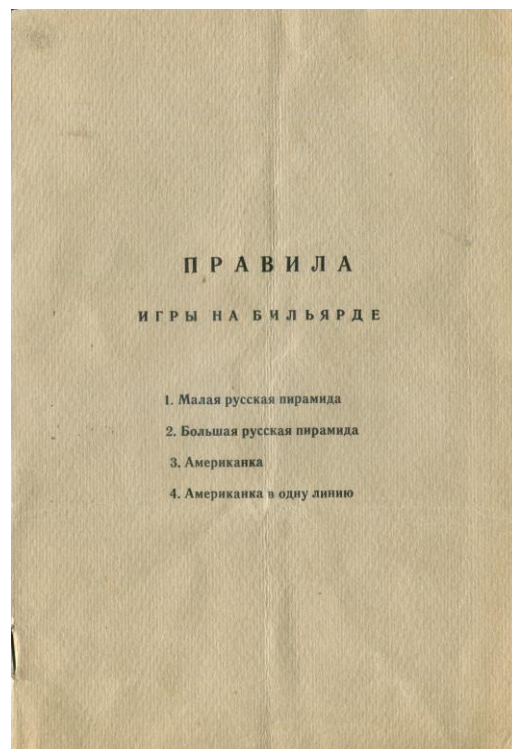 ПРАВИЛА
ИГРЫ НА БИЛЬЯРДЕ
1. Малая русская пирамида
2. Большая русская пирамида
3. Американка
4. Американка в одну линию